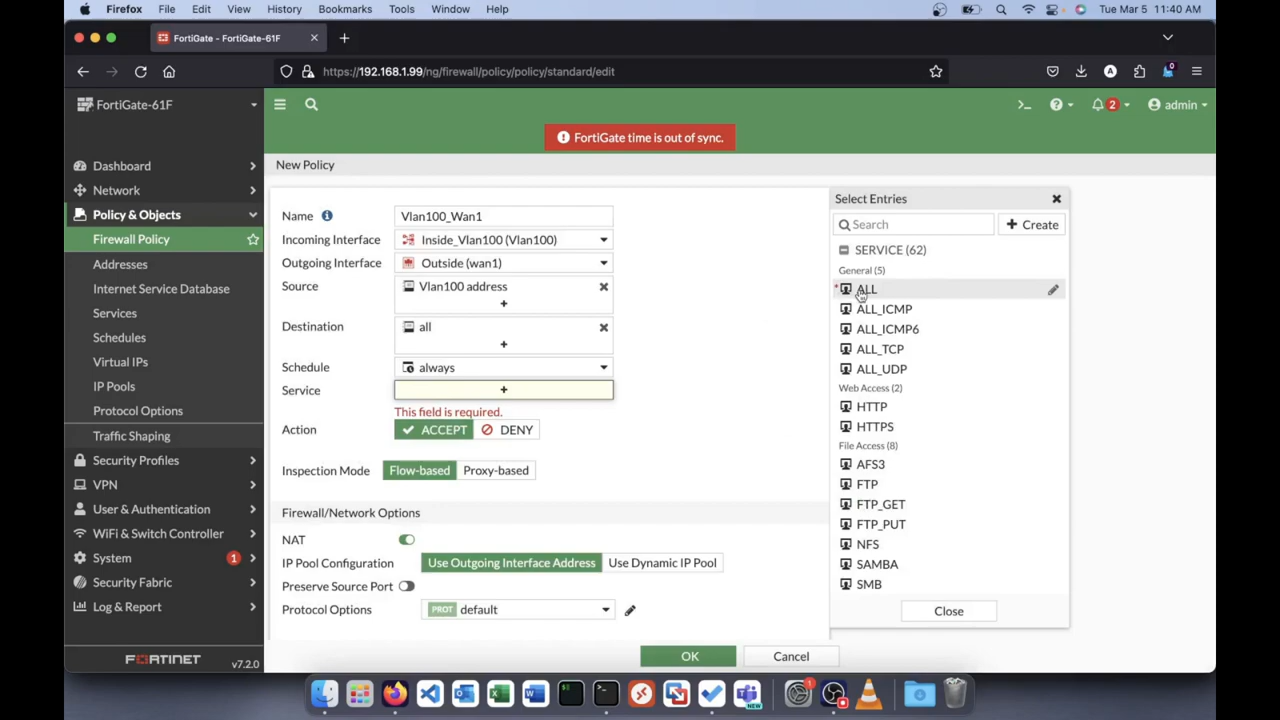 Firefox File Edit View History Bookmarks Tools Window Help Tue Mar 5 11:40 AM
FortiGate - FortiGate-61F
https://192.168.1.99/ng/firewall/policy/policy/standard/edit
FortiGate-61F
2
admin
FortiGate time is out of sync.
Dashboard
Network
Policy & Objects
Firewall Policy
Addresses
Internet Service Database
Services
Schedules
Virtual IPs
IP Pools
Protocol Options
Traffic Shaping
Security Profiles
VPN
User & Authentication
WiFi & Switch Controller
System 1
Security Fabric
Log & Report
FORTINET v7.2.0
New Policy
Name Vlan100_Wan1
Incoming Interface Inside_Vlan100 (Vlan100)
Outgoing Interface Outside (wan1)
Source Vlan100 address
+
Destination all
+
Schedule always
Service +
This field is required.
Action ACCEPT DENY
Inspection Mode Flow-based Proxy-based
Firewall/Network Options
NAT
IP Pool Configuration Use Outgoing Interface Address Use Dynamic IP Pool
Preserve Source Port
Protocol Options PROT default
OK Cancel
Select Entries
Search + Create
SERVICE (62)
General (5)
ALL
ALL_ICMP
ALL_ICMP6
ALL_TCP
ALL_UDP
Web Access (2)
HTTP
HTTPS
File Access (8)
AFS3
FTP
FTP_GET
FTP_PUT
NFS
SAMBA
SMB
Close